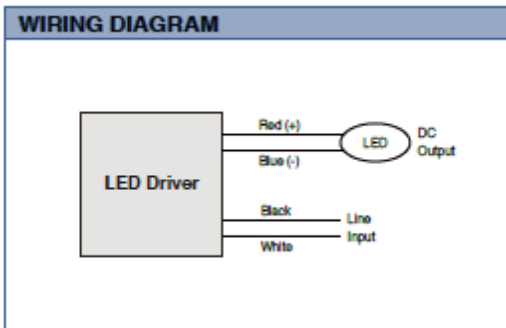 WIRING DIAGRAM
Red (+)
LED
DC
Output
Blue (-)
LED Driver
Black
Line
Input
White